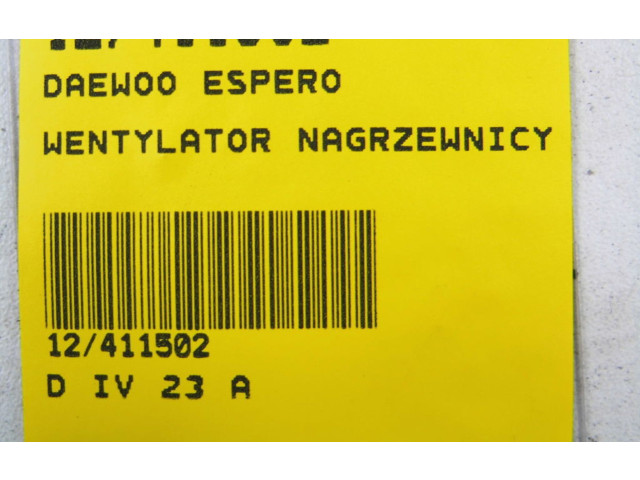 DAEWOO ESPERO
WENTYLATOR NAGRZEWNICY
12/411502
D IV 23 A